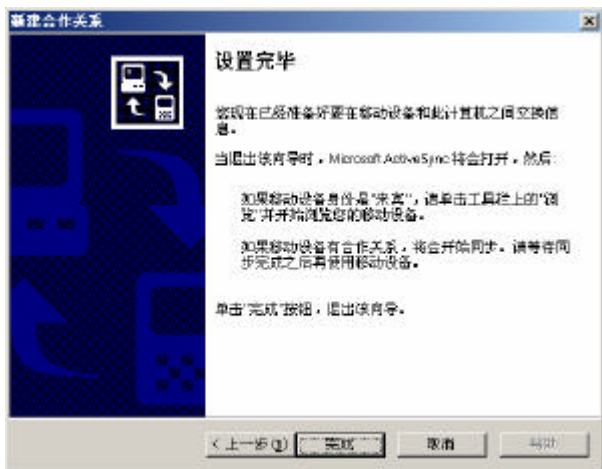 新建合作关系
设置完毕
您现在已经准备好要在移动设备和此计算机之间交换信
息。
当退出该向导时，Microsoft ActiveSync 将会打开，然后:
如果移动设备身份是"来宾"，请单击工具栏上的"浏
览"并开始浏览您的移动设备。
如果移动设备有合作关系，将会开始同步。请等待同
步完成之后再使用移动设备。
单击"完成"按钮，退出该向导。
< 上一步(B) 完成 取消 帮助